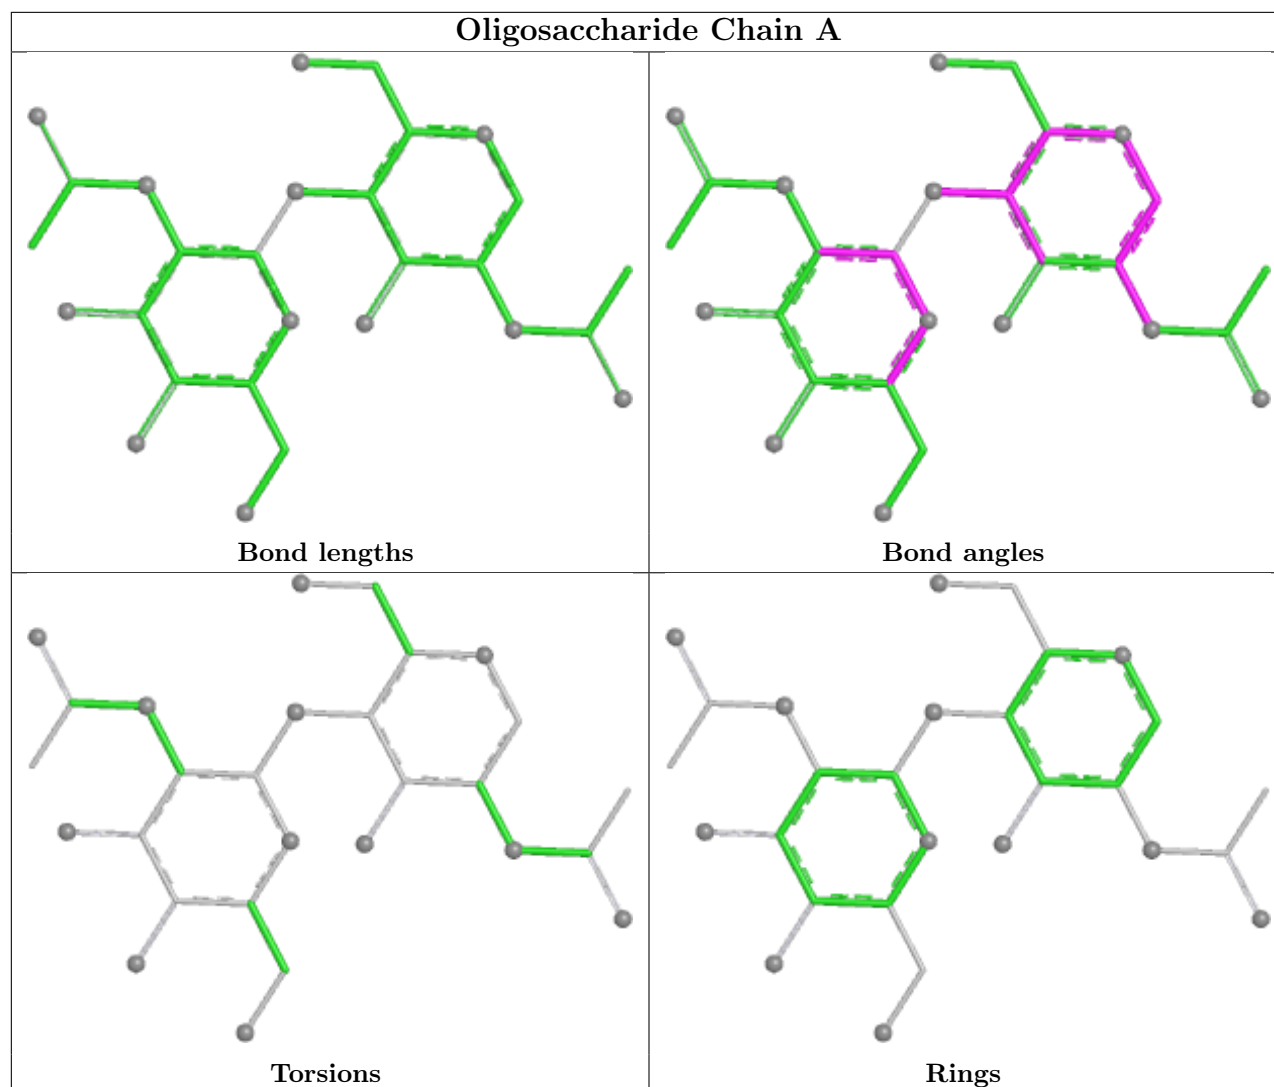 Oligosaccharide Chain A
Bond lengths
Bond angles
Torsions
Rings